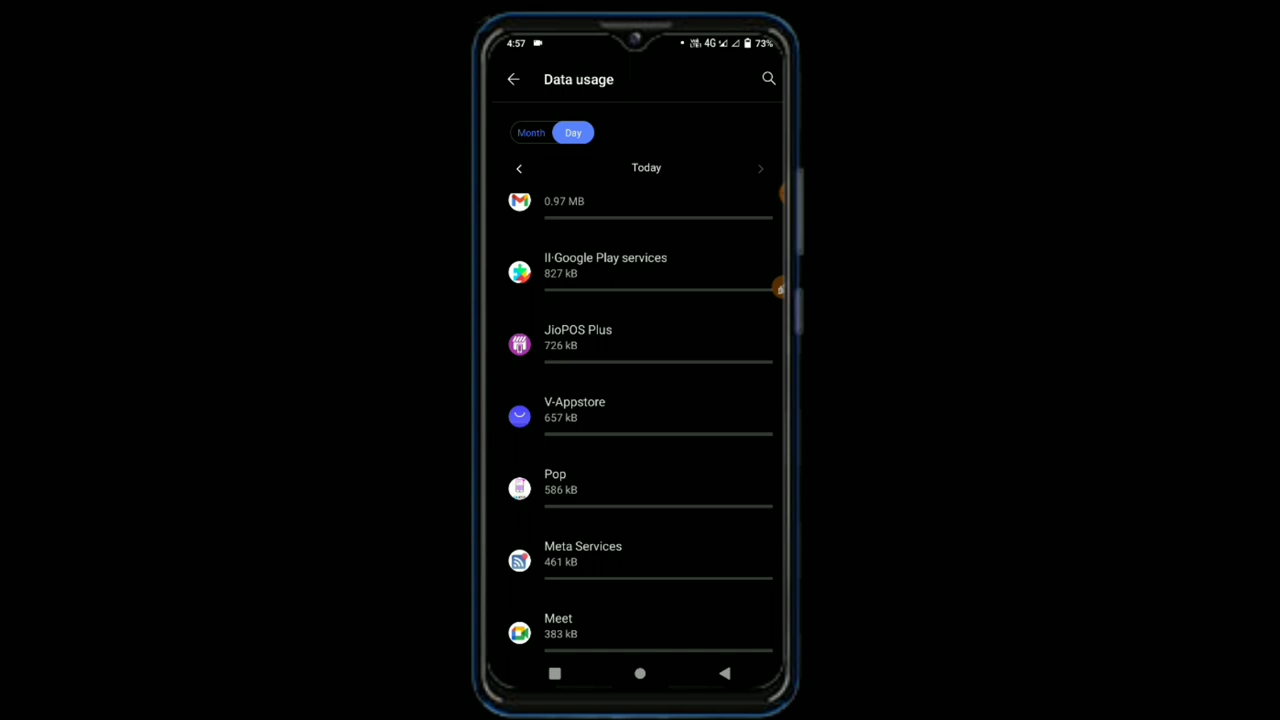 4:57
4G 73%
Data usage
Month Day
Today
0.97 MB
II·Google Play services
827 kB
JioPOS Plus
726 kB
V-Appstore
657 kB
Pop
586 kB
Meta Services
461 kB
Meet
383 kB